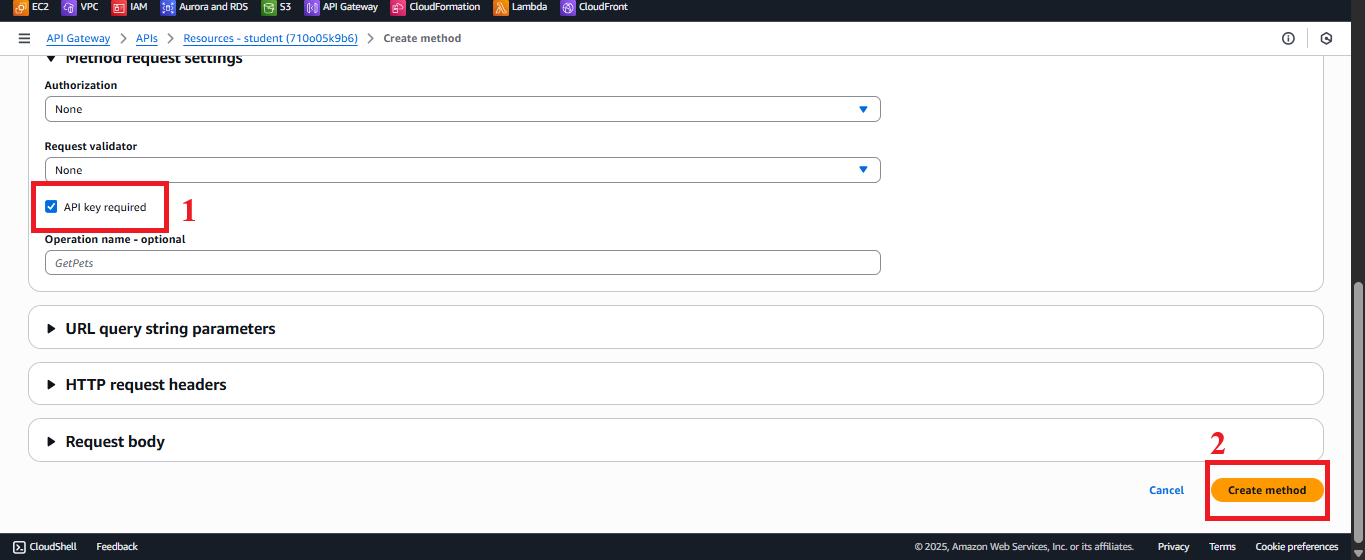 EC2 VPC IAM Aurora and RDS S3 API Gateway CloudFormation Lambda CloudFront
API Gateway > APIs > Resources - student (710o05k9b6) > Create method
Method request settings
Authorization
None
Request validator
None
API key required
1
Operation name - optional
GetPets
URL query string parameters
HTTP request headers
Request body
2
Cancel Create method
CloudShell Feedback © 2025, Amazon Web Services, Inc. or its affiliates. Privacy Terms Cookie preferences